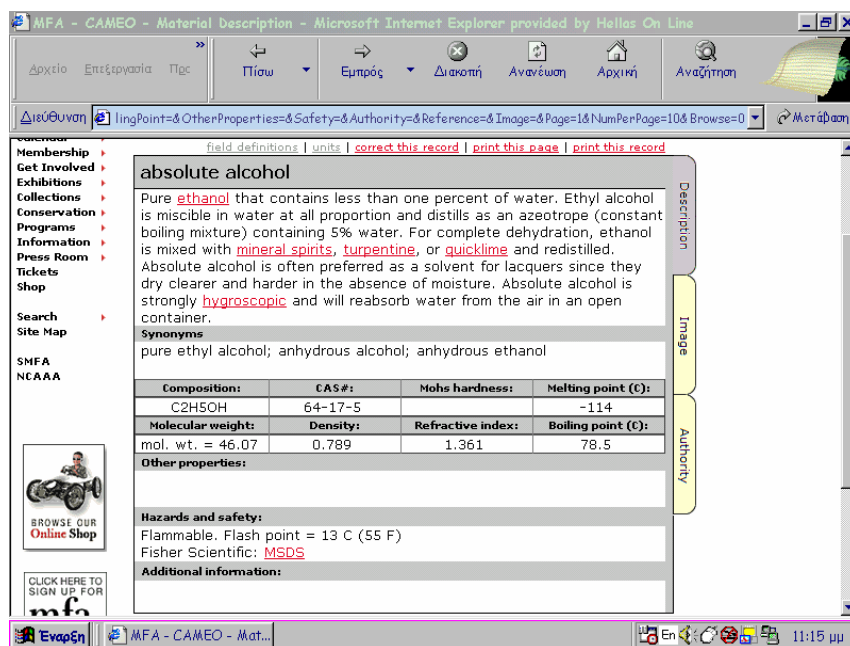 MFA - CAMEO - Material Description - Microsoft Internet Explorer provided by Hellas On Line
Αρχείο Επεξεργασία Προς » Πίσω Εμπρός Διακοπή Ανανέωση Αρχική Αναζήτηση
Διεύθυνση lingPoint=&OtherProperties=&Safety=&Authority=&Reference=&Image=&Page=1&NumPerPage=10&Browse=0 Μετάβαση
Calendar
Membership
Get Involved
Exhibitions
Collections
Conservation
Programs
Information
Press Room
Tickets
Shop
Search
Site Map
SMFA
NCAAA
BROWSE OUR
Online Shop
CLICK HERE TO
SIGN UP FOR
mfa
field definitions | units | correct this record | print this page | print this record
absolute alcohol
Pure ethanol that contains less than one percent of water. Ethyl alcohol
is miscible in water at all proportion and distills as an azeotrope (constant
boiling mixture) containing 5% water. For complete dehydration, ethanol
is mixed with mineral spirits, turpentine, or quicklime and redistilled.
Absolute alcohol is often preferred as a solvent for lacquers since they
dry clearer and harder in the absence of moisture. Absolute alcohol is
strongly hygroscopic and will reabsorb water from the air in an open
container.
Synonyms
pure ethyl alcohol; anhydrous alcohol; anhydrous ethanol
Composition: CAS#: Mohs hardness: Melting point (C):
C2H5OH 64-17-5 -114
Molecular weight: Density: Refractive index: Boiling point (C):
mol. wt. = 46.07 0.789 1.361 78.5
Other properties:
Hazards and safety:
Flammable. Flash point = 13 C (55 F)
Fisher Scientific: MSDS
Additional information:
Description
Image
Authority
Έναρξη MFA - CAMEO - Mat... En 11:15 μμ